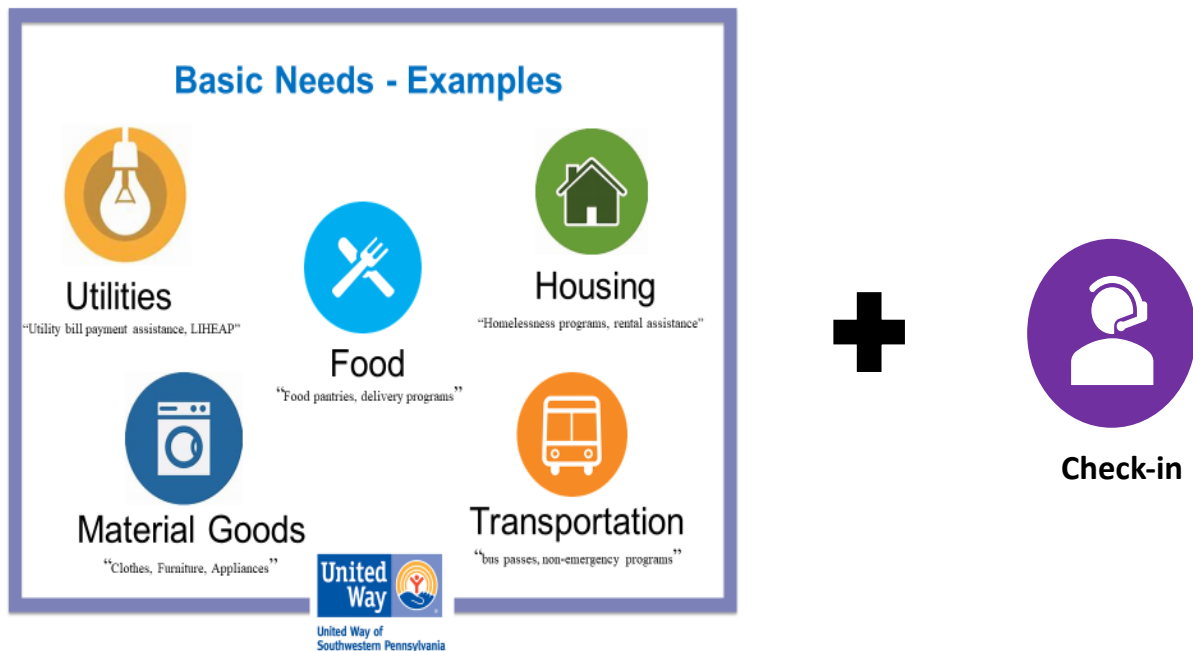 Basic Needs - Examples
Utilities
“Utility bill payment assistance, LIHEAP”
Housing
“Homelessness programs, rental assistance”
Food
“Food pantries, delivery programs”
Material Goods
“Clothes, Furniture, Appliances”
Transportation
“bus passes, non-emergency programs”
United
Way
United Way of
Southwestern Pennsylvania
Check-in